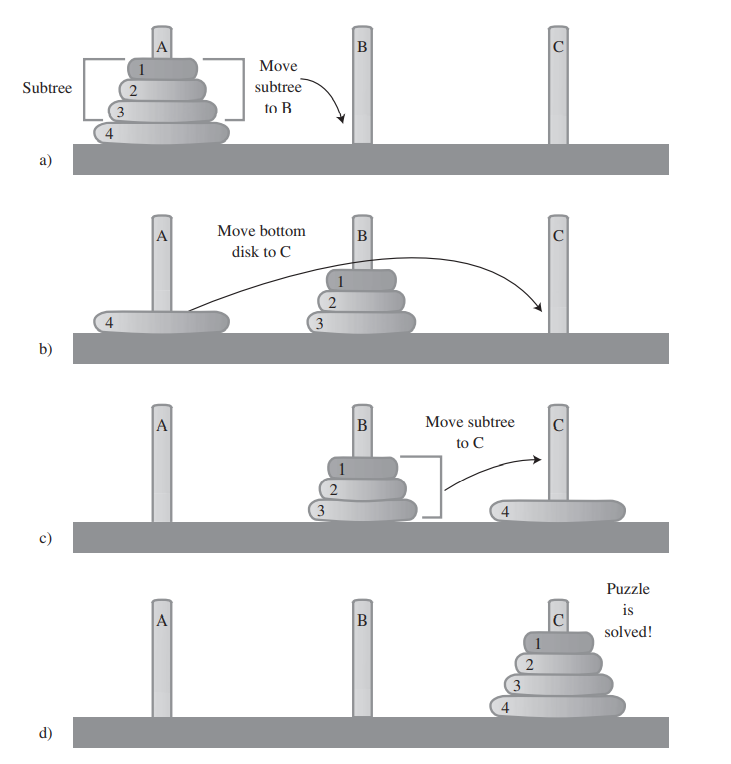 A
B
C
1
2
3
4
Subtree
Move
subtree
to B
a)
A
B
C
Move bottom
disk to C
1
2
3
4
b)
A
B
C
Move subtree
to C
1
2
3
4
c)
Puzzle
is
solved!
A
B
C
1
2
3
4
d)